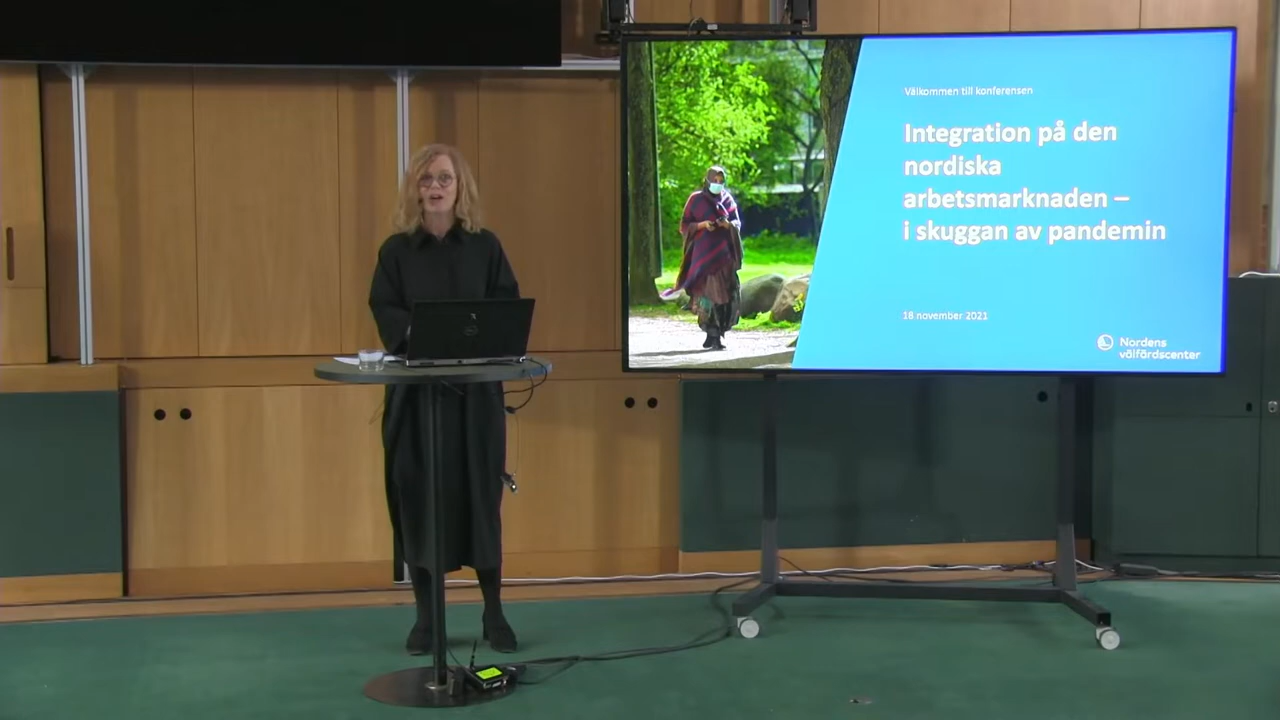 Välkommen till konferensen
Integration på den
nordiska
arbetsmarknaden –
i skuggan av pandemin
18 november 2021
Nordens
välfärdscenter